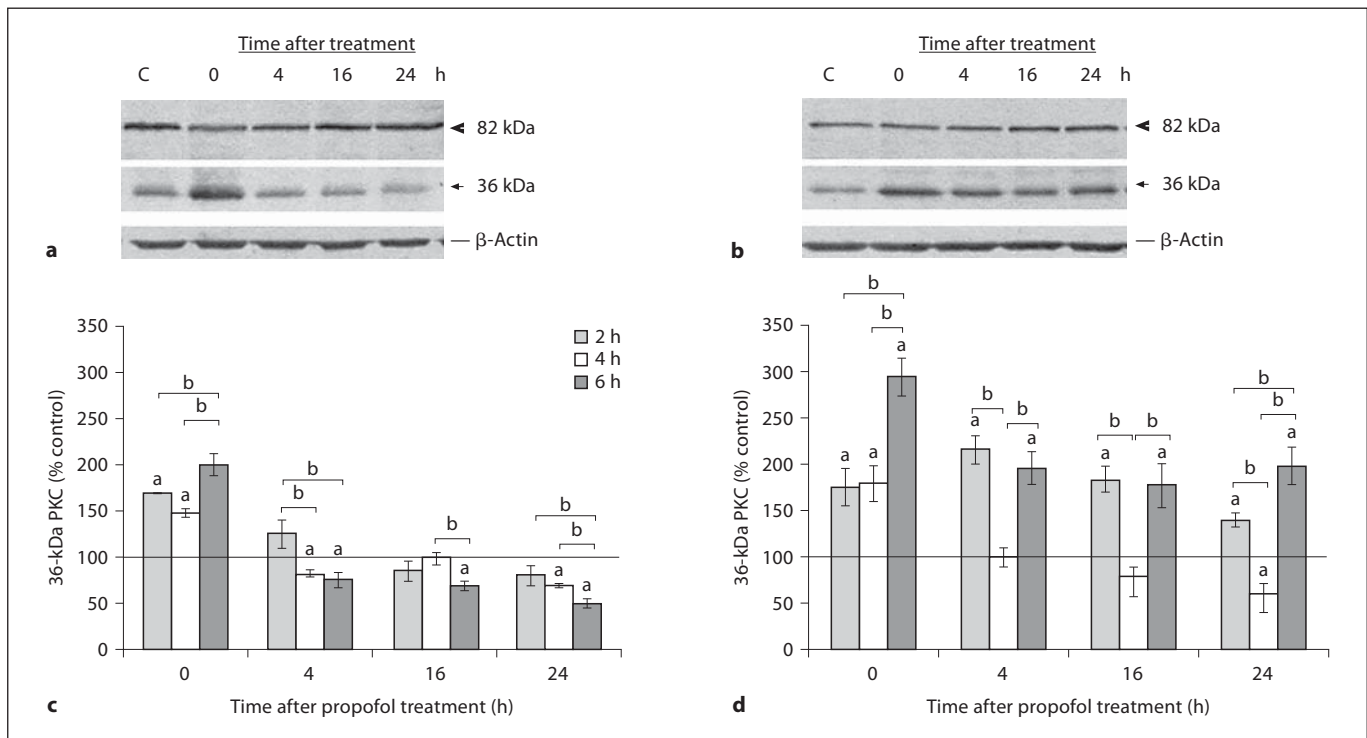 Time after treatment
C 0 4 16 24 h
82 kDa
36 kDa
β-Actin
a
Time after treatment
C 0 4 16 24 h
82 kDa
36 kDa
β-Actin
b
36-kDa PKC (% control)
350
300
250
200
150
100
50
0
2 h
4 h
6 h
b
b
a a
b
b
a a
b
a
b
b
a a
0 4 16 24
Time after propofol treatment (h)
c
36-kDa PKC (% control)
350
300
250
200
150
100
50
0
b
b
a
a a
b b
a a
b b
a a
b
b
a
b
a
a
0 4 16 24
Time after propofol treatment (h)
d